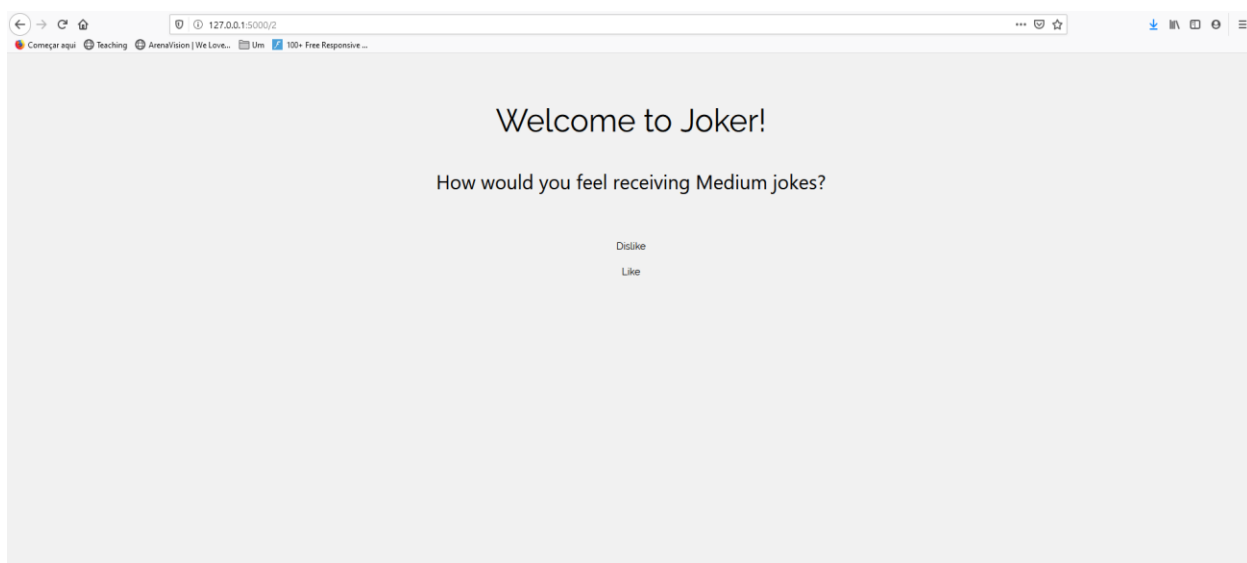 127.0.0.1:5000/2
Começar aqui Teaching ArenaVision | We Love... Um 100+ Free Responsive ...
Welcome to Joker!
How would you feel receiving Medium jokes?
Dislike
Like